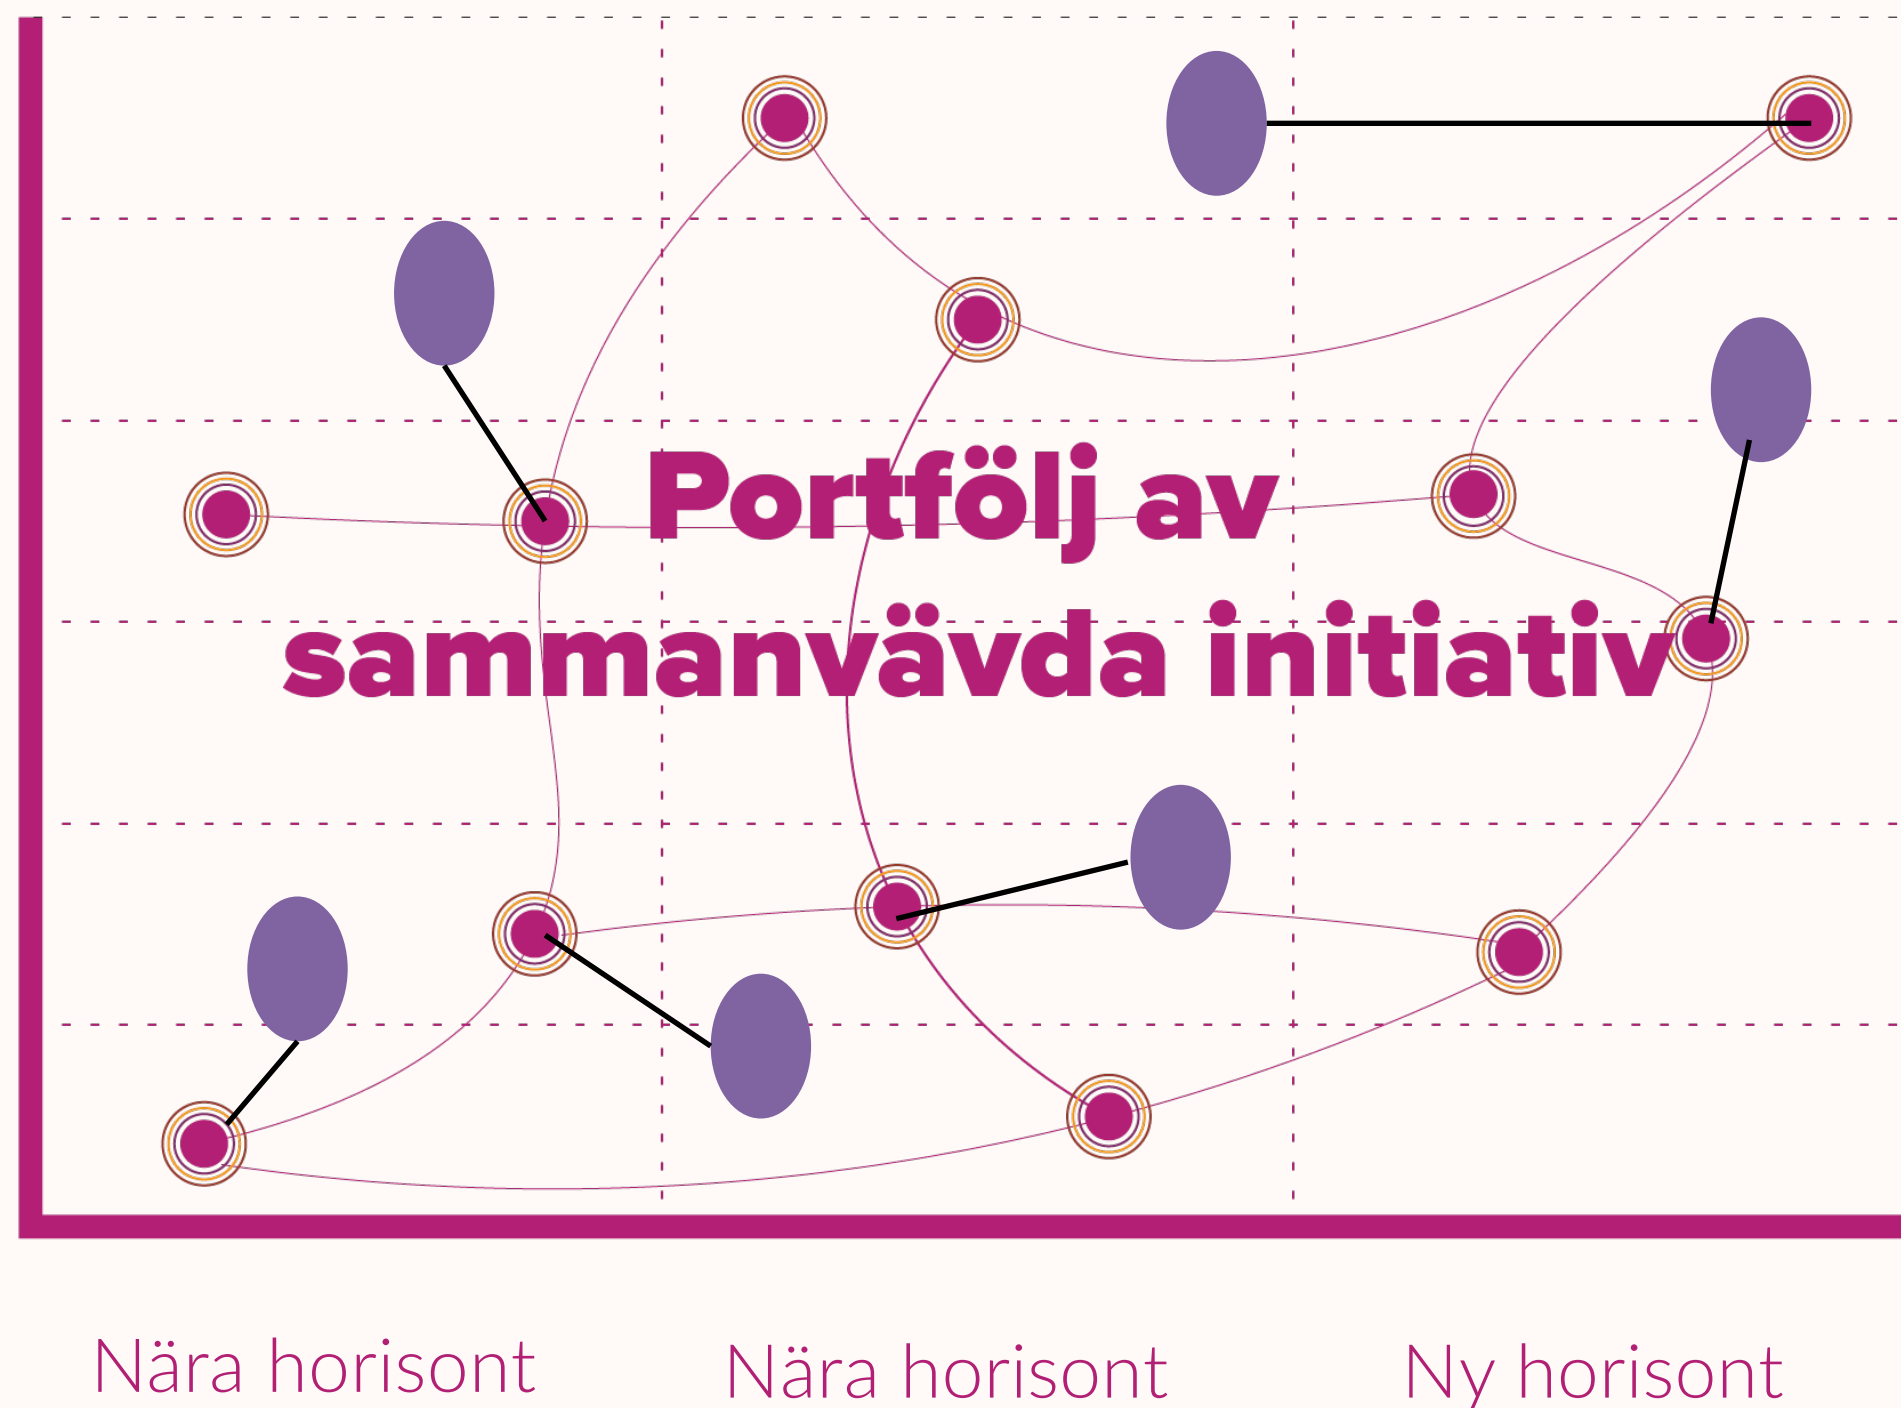 Portfölj av
sammanvävda initiativ
Nära horisont
Nära horisont
Ny horisont